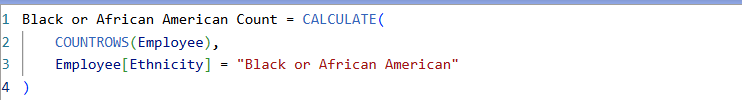 1 Black or African American Count = CALCULATE(
2     COUNTROWS(Employee),
3     Employee[Ethnicity] = "Black or African American"
4 )